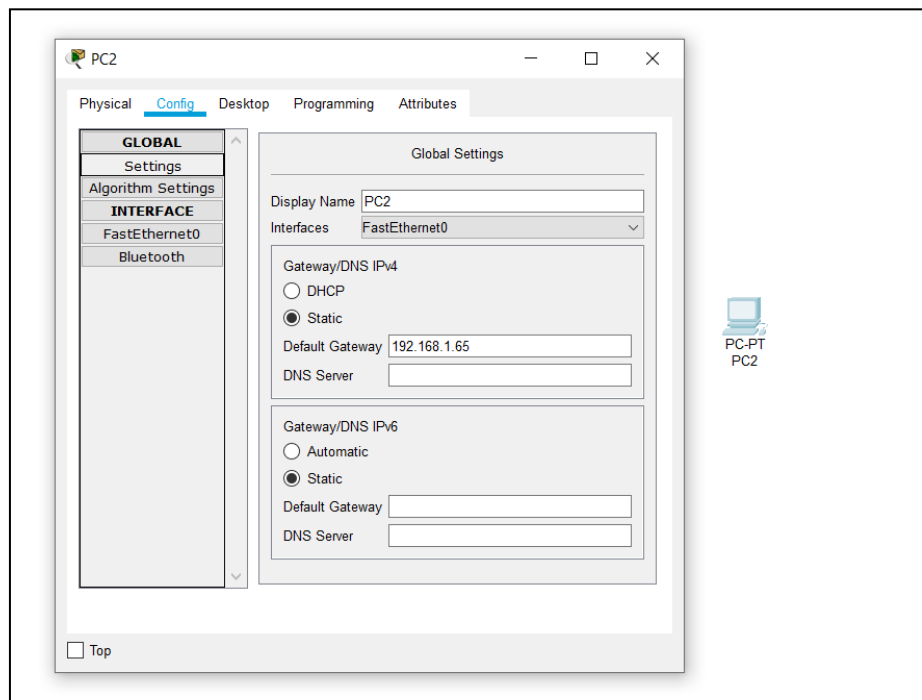 PC2
Physical Config Desktop Programming Attributes
GLOBAL
Settings
Algorithm Settings
INTERFACE
FastEthernet0
Bluetooth
Global Settings
Display Name PC2
Interfaces FastEthernet0
Gateway/DNS IPv4
DHCP
Static
Default Gateway 192.168.1.65
DNS Server
Gateway/DNS IPv6
Automatic
Static
Default Gateway
DNS Server
Top
PC-PT
PC2